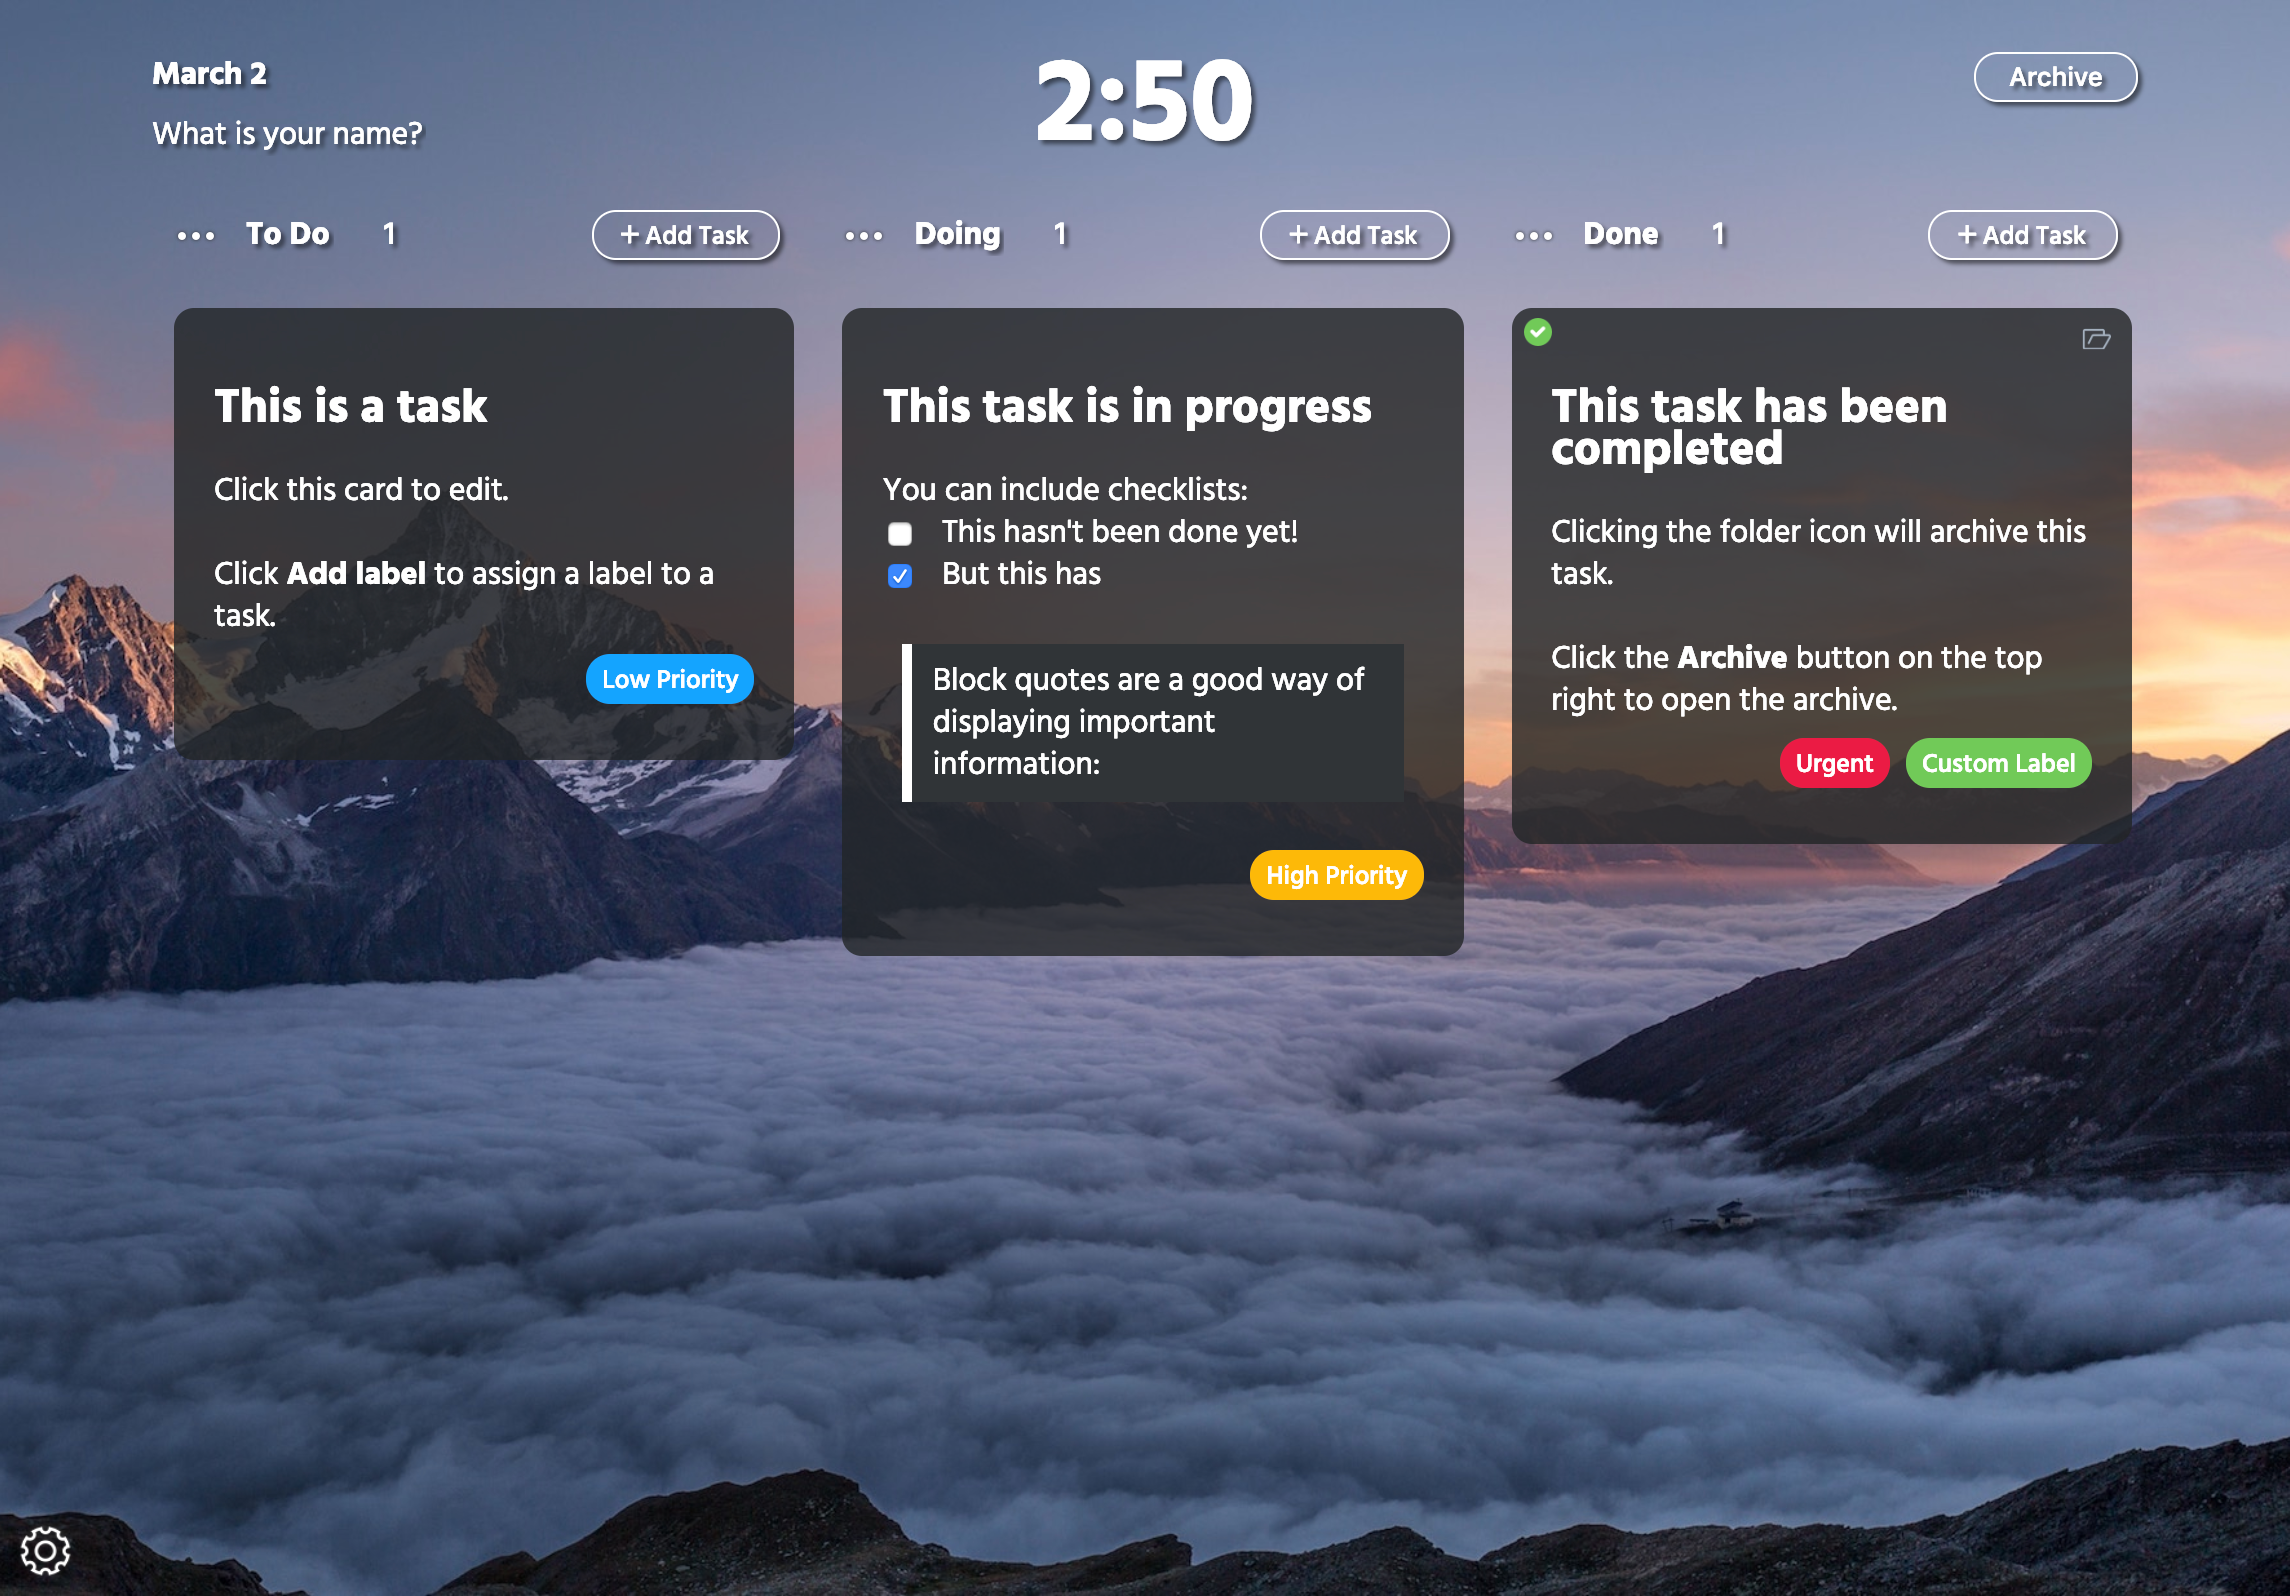 March 2
2:50
Archive
What is your name?
To Do 1
+ Add Task
Doing 1
+ Add Task
Done 1
+ Add Task
This is a task
Click this card to edit.
Click Add label to assign a label to a
task.
Low Priority
This task is in progress
You can include checklists:
This hasn't been done yet!
But this has
Block quotes are a good way of
displaying important
information:
High Priority
This task has been
completed
Clicking the folder icon will archive this
task.
Click the Archive button on the top
right to open the archive.
Urgent
Custom Label